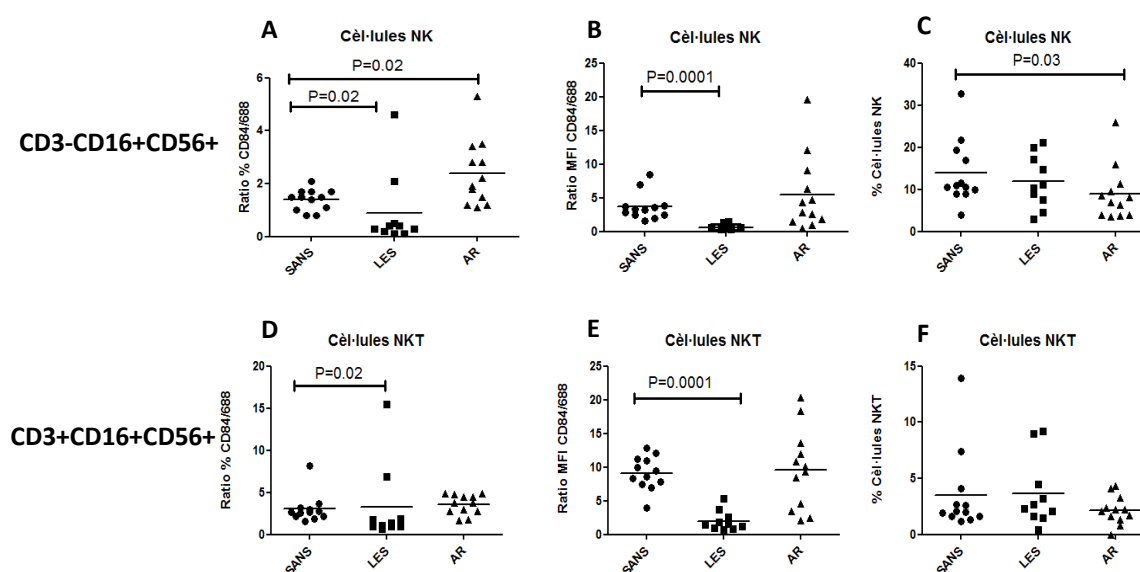 A
Cèl·lules NK
P=0.02
P=0.02
Ratio % CD84/688
6
4
2
0
SANS
LES
AR
B
Cèl·lules NK
P=0.0001
Ratio MFI CD84/688
25
20
15
10
5
0
SANS
LES
AR
C
Cèl·lules NK
P=0.03
% Cèl·lules NK
40
30
20
10
0
SANS
LES
AR
CD3-CD16+CD56+
D
Cèl·lules NKT
P=0.02
Ratio % CD84/688
20
15
10
5
0
SANS
LES
AR
E
Cèl·lules NKT
P=0.0001
Ratio MFI CD84/688
25
20
15
10
5
0
SANS
LES
AR
F
Cèl·lules NKT
% Cèl·lules NKT
15
10
5
0
SANS
LES
AR
CD3+CD16+CD56+